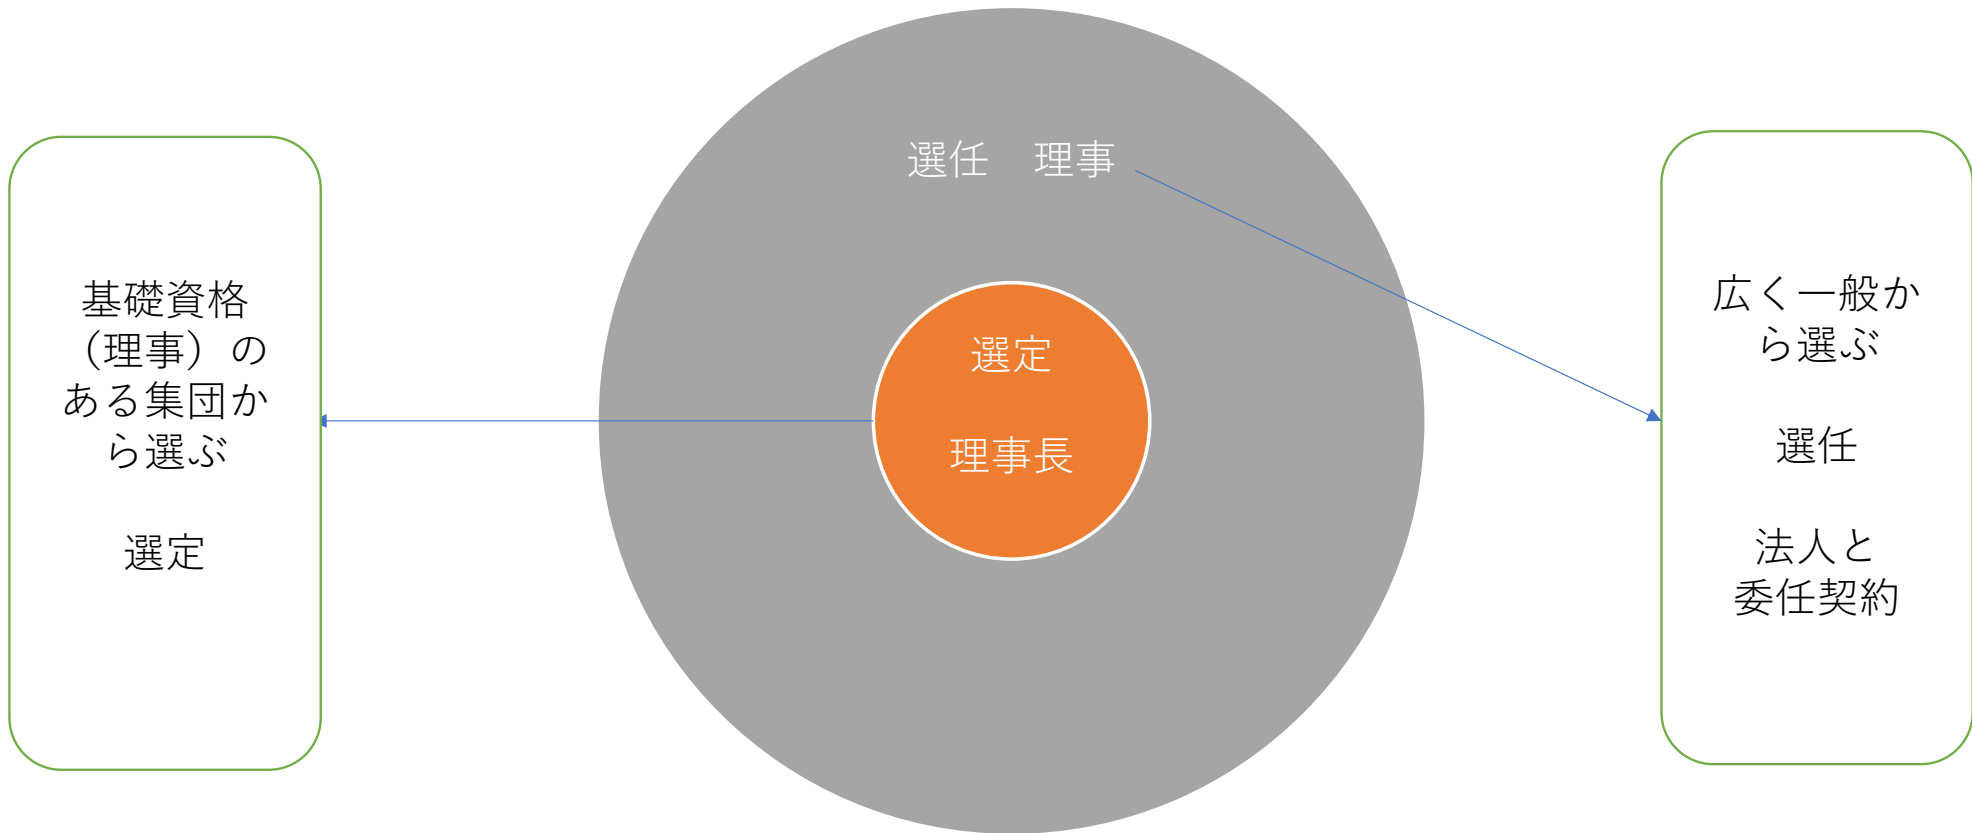 基礎資格
（理事）の
ある集団か
ら選ぶ
選定
選任　理事
選定
理事長
広く一般か
ら選ぶ
選任
法人と
委任契約